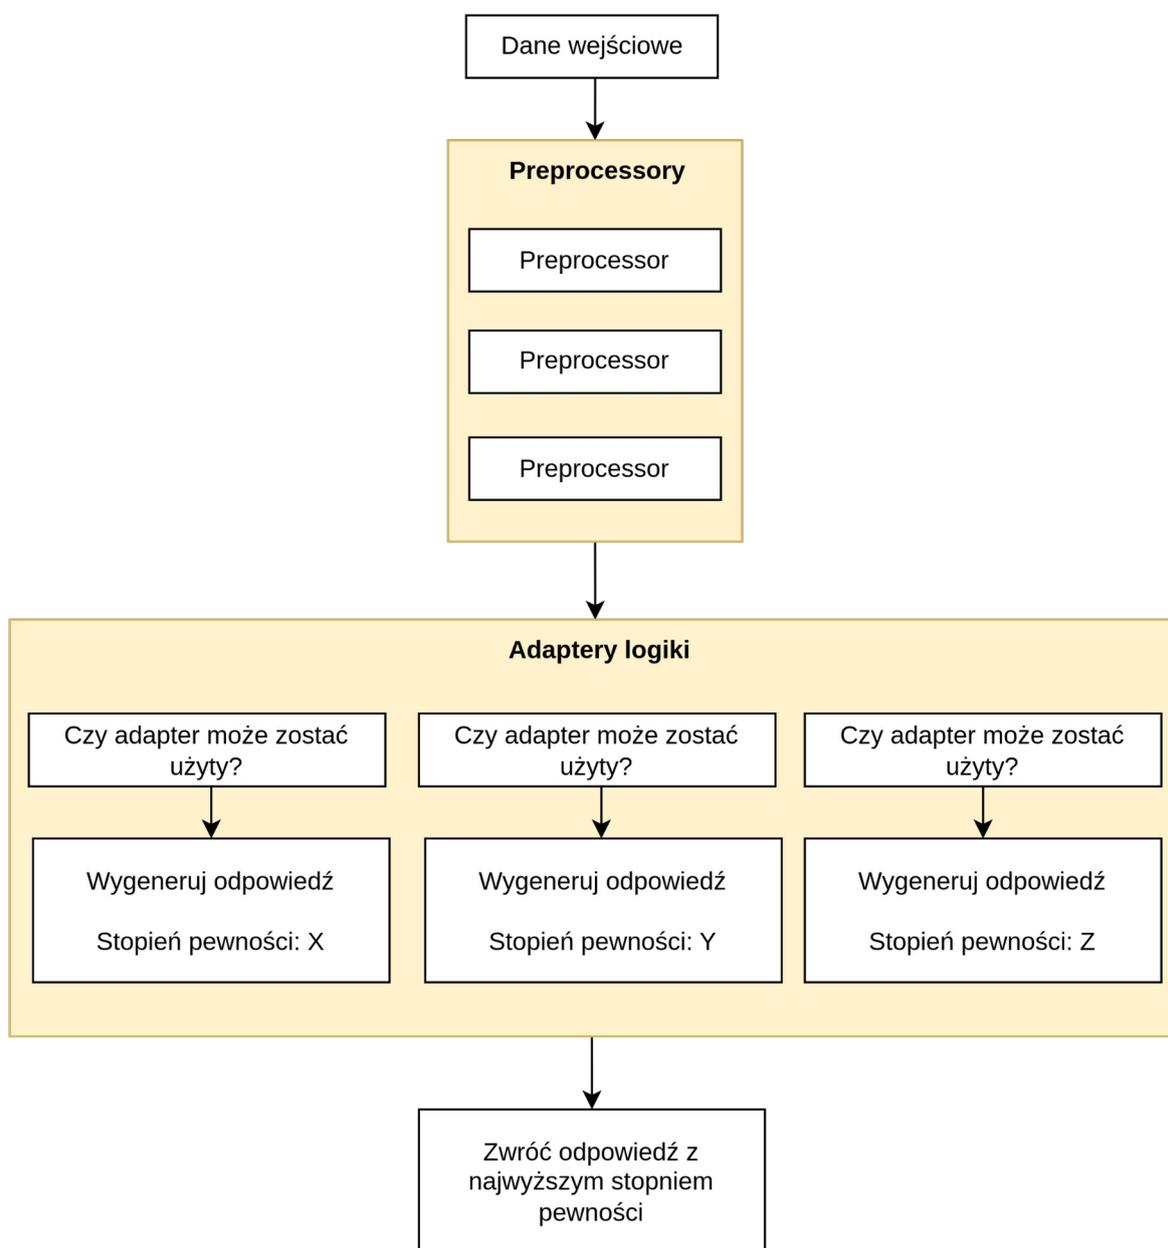 Dane wejściowe
Preprocessory
Preprocessor
Preprocessor
Preprocessor
Adaptery logiki
Czy adapter może zostać
użyty?
Czy adapter może zostać
użyty?
Czy adapter może zostać
użyty?
Wygeneruj odpowiedź
Stopień pewności: X
Wygeneruj odpowiedź
Stopień pewności: Y
Wygeneruj odpowiedź
Stopień pewności: Z
Zwróć odpowiedź z
najwyższym stopniem
pewności